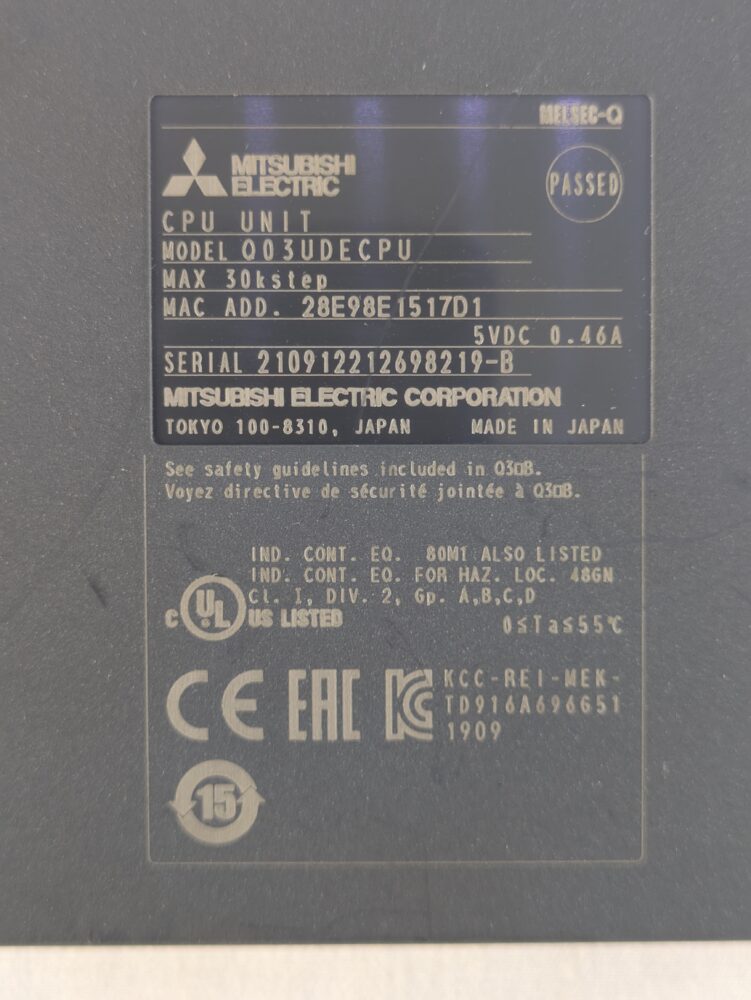 MELSEC-Q
MITSUBISHI
ELECTRIC
PASSED
CPU UNIT
MODEL Q03UDECPU
MAX 30kstep
MAC ADD. 28E98E1517D1
5VDC 0.46A
SERIAL 210912212698219-B
MITSUBISHI ELECTRIC CORPORATION
TOKYO 100-8310, JAPAN MADE IN JAPAN
See safety guidelines included in Q3□B.
Voyez directive de sécurité jointée à Q3□B.
IND. CONT. EQ. 80M1 ALSO LISTED
IND. CONT. EQ. FOR HAZ. LOC. 48GN
Cl. I, DIV. 2, Gp. A,B,C,D
C UL US LISTED
0≤Ta≤55℃
CE EAC KC KCC-REI-MEK-
TD916A696G51
1909
15